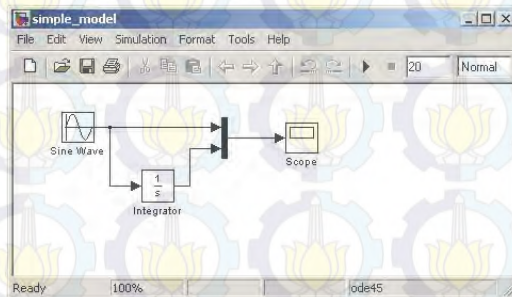 simple_model
File Edit View Simulation Format Tools Help
20 Normal
Sine Wave
1
s
Integrator
Scope
Ready 100% ode45